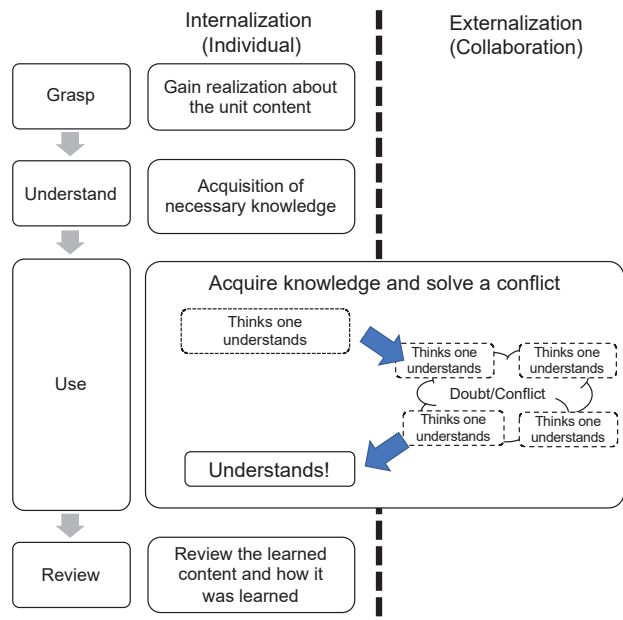 Internalization
(Individual)
Externalization
(Collaboration)
Grasp
Gain realization about
the unit content
Understand
Acquisition of
necessary knowledge
Use
Acquire knowledge and solve a conflict
Thinks one
understands
Thinks one
understands
Thinks one
understands
Doubt/Conflict
Thinks one
understands
Thinks one
understands
Understands!
Review
Review the learned
content and how it
was learned